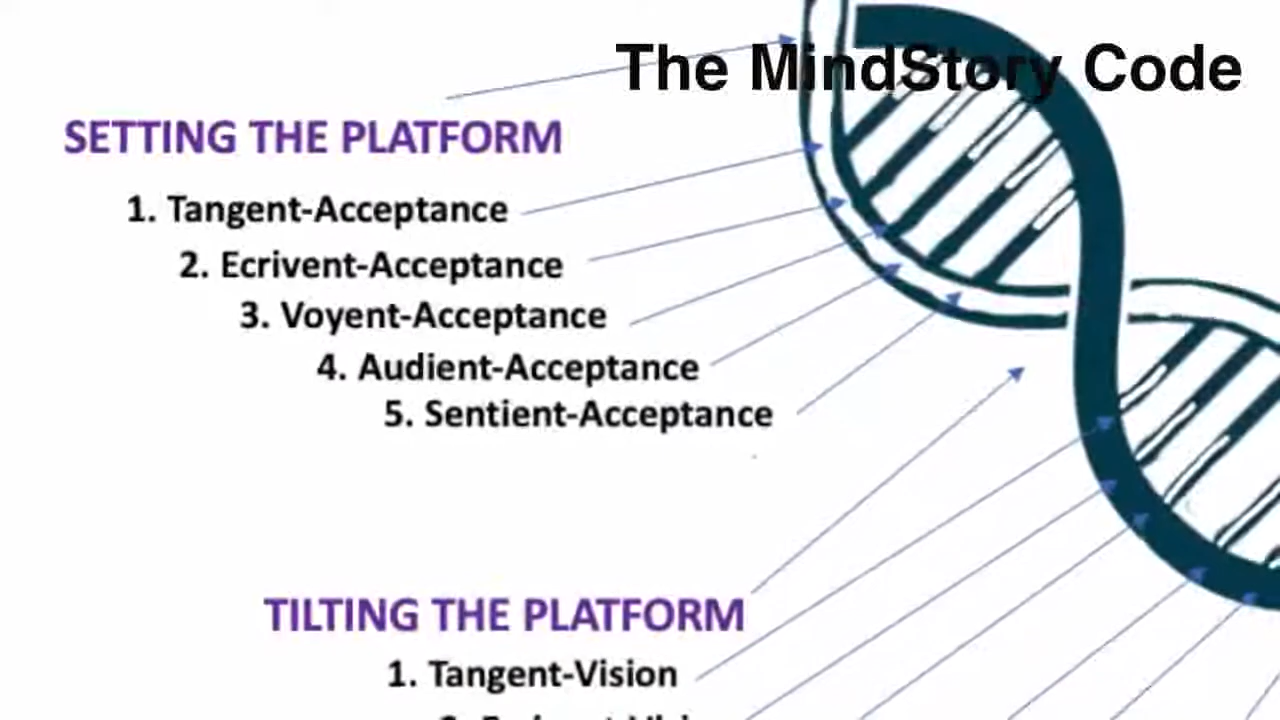 The MindStory Code
SETTING THE PLATFORM
1. Tangent-Acceptance
2. Ecrivent-Acceptance
3. Voyent-Acceptance
4. Audient-Acceptance
5. Sentient-Acceptance
TILTING THE PLATFORM
1. Tangent-Vision